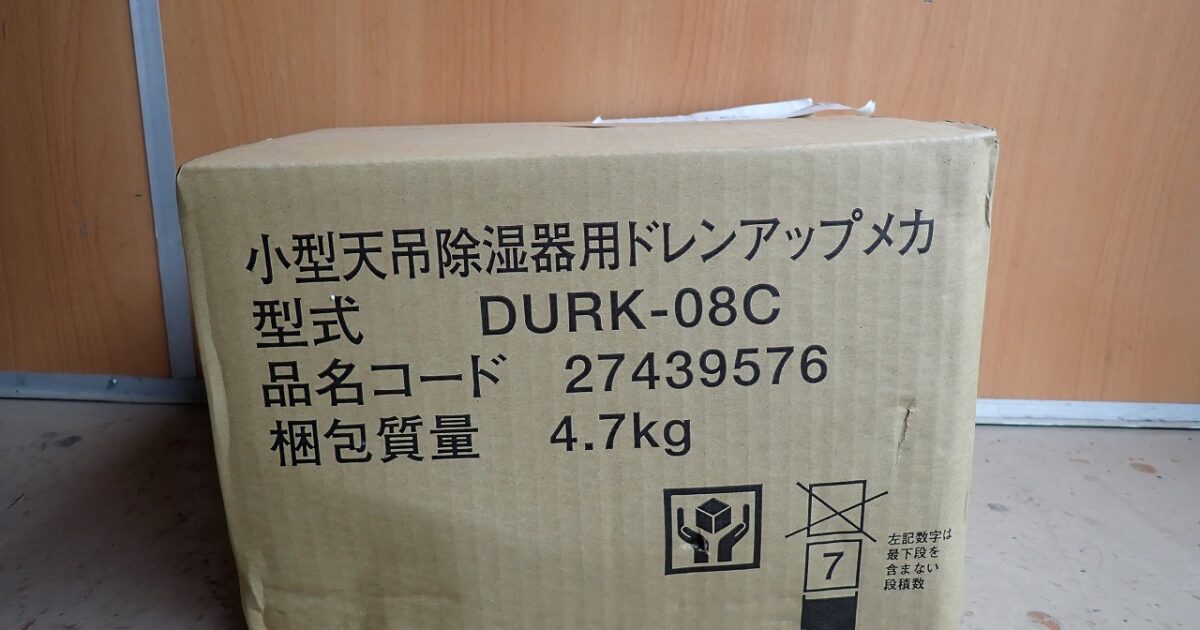 小型天吊除湿器用ドレンアップメカ
型式 DURK-08C
品名コード 27439576
梱包質量 4.7kg
7
左記数字は
最下段を
含まない
段積数